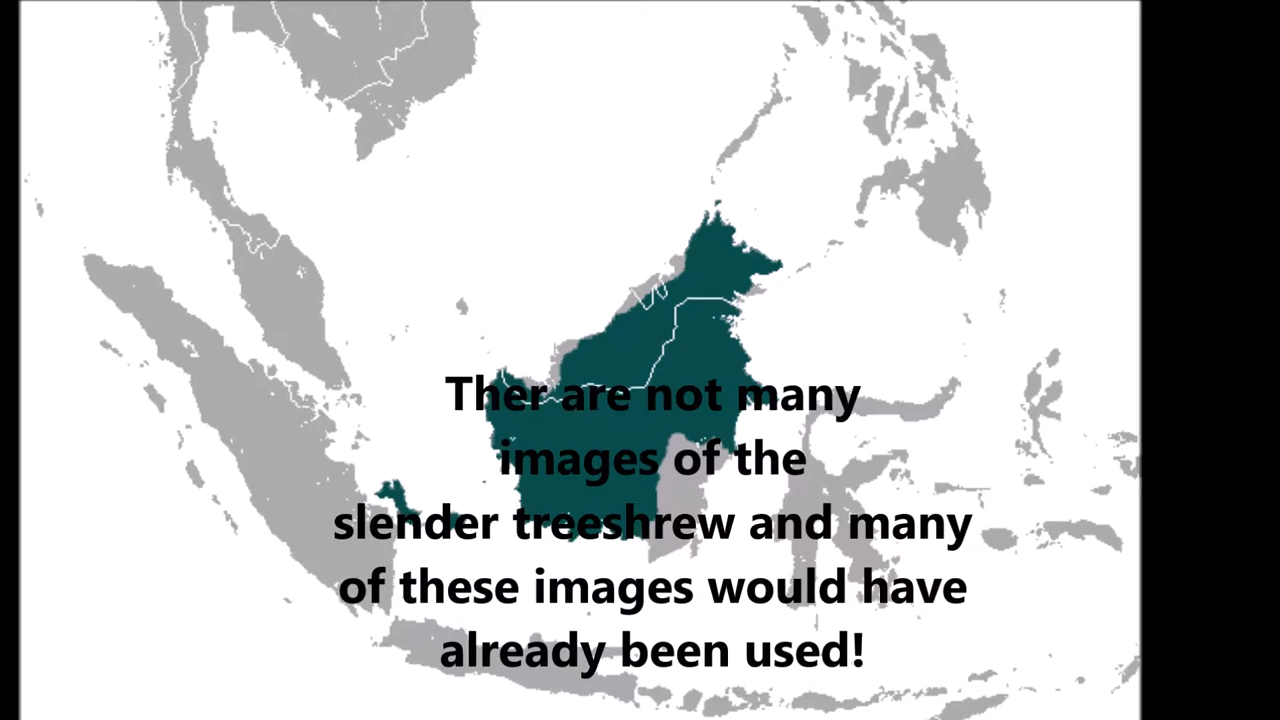 Ther are not many
images of the
slender treeshrew and many
of these images would have
already been used!